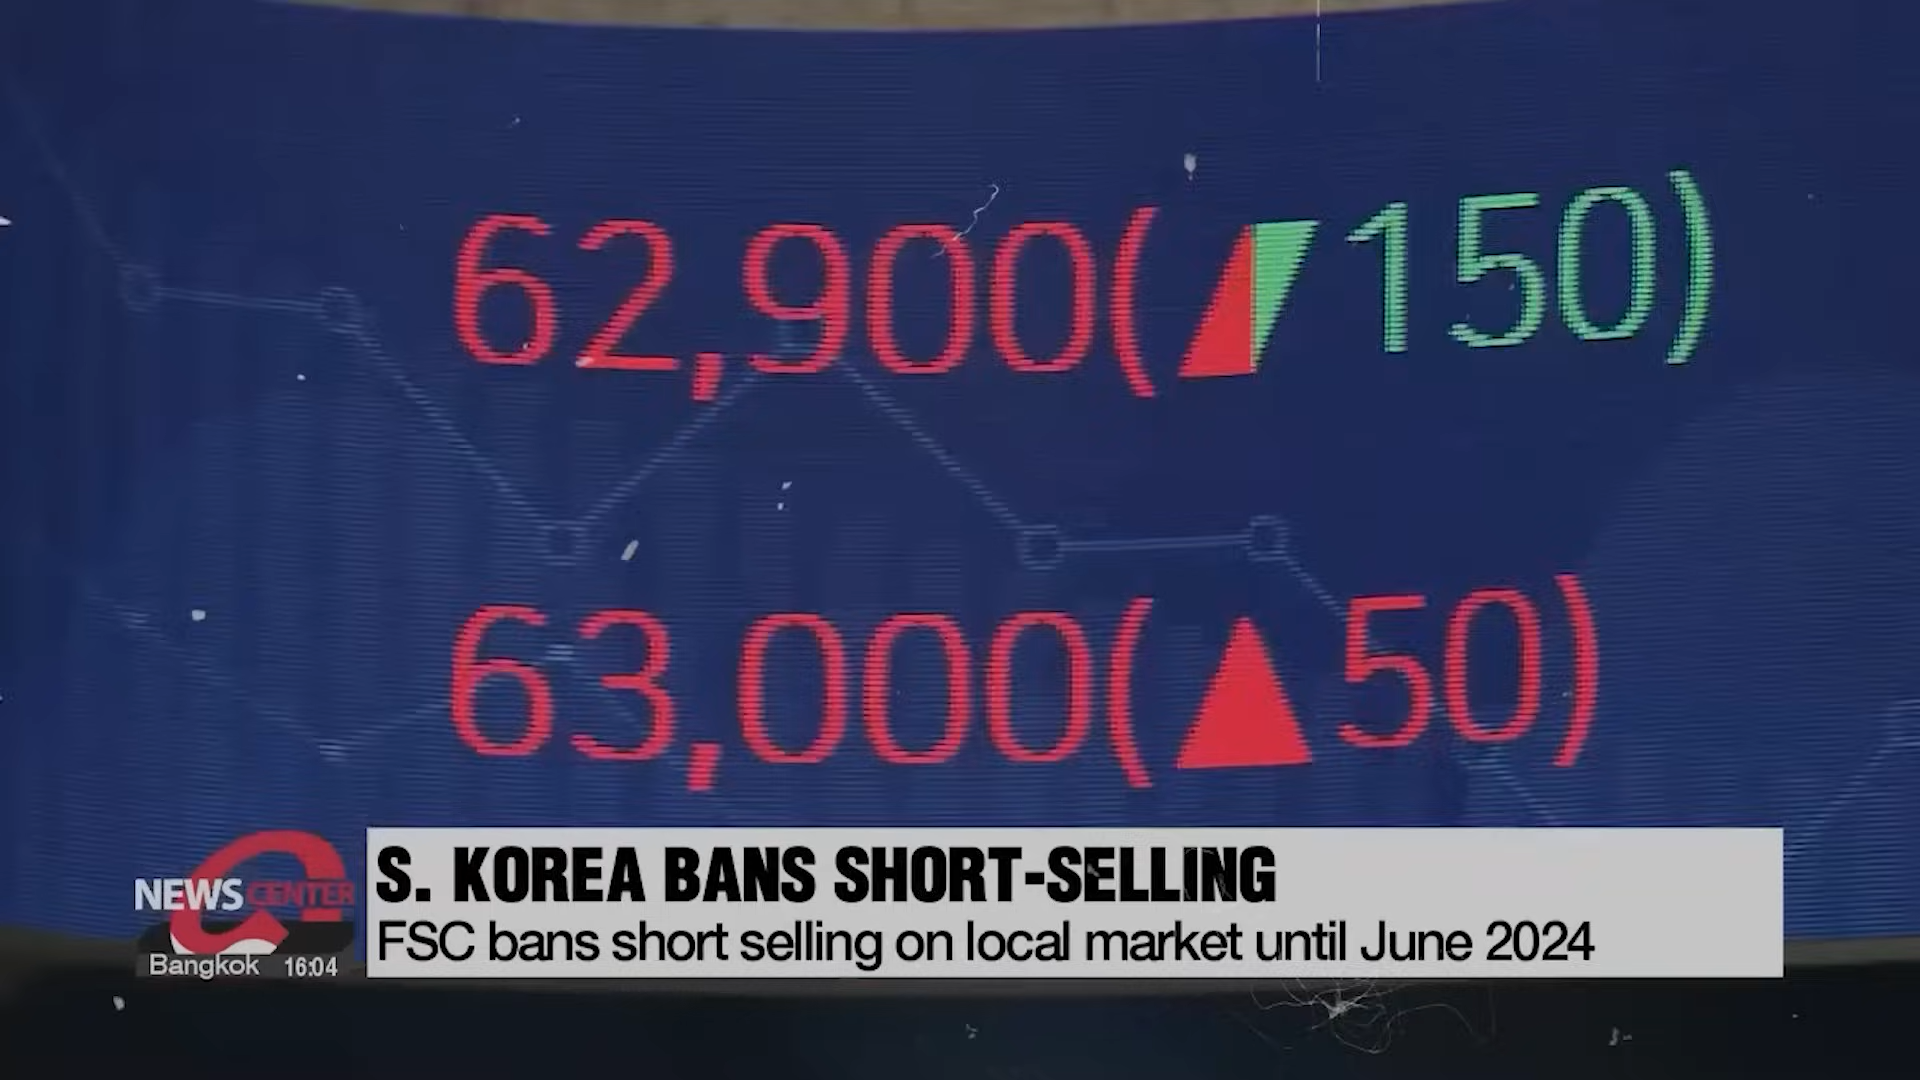 62,900(▲▼150)
63,000(▲50)
S. KOREA BANS SHORT-SELLING
NEWS CENTER
FSC bans short selling on local market until June 2024
Bangkok 16:04